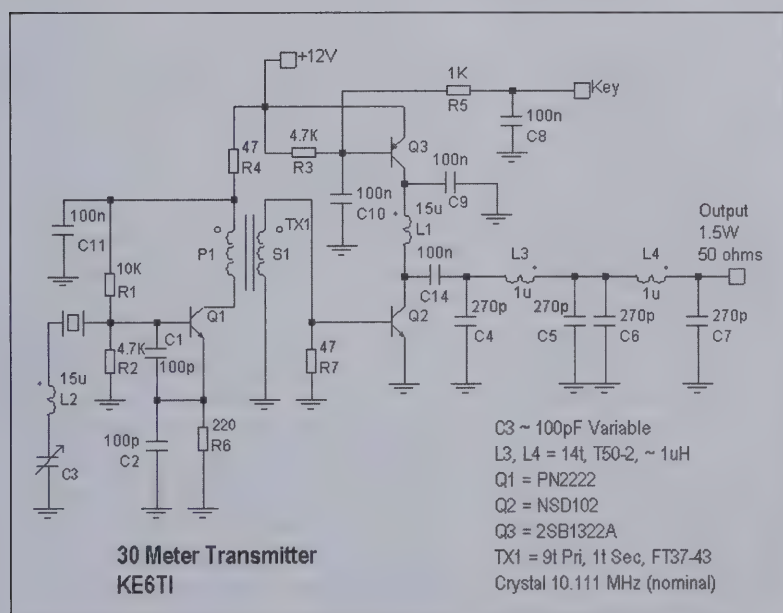 +12V
1K
R5
Key
100n
C8
47
R4
4.7K
R3
Q3
100n
C9
100n
C10
100n
C11
P1
TX1
S1
15u
L1
Output
1.5W
50 ohms
10K
R1
Q1
100n
C14
L3
1u
L4
1u
Q2
270p
C4
270p
C5
270p
C6
270p
C7
4.7K
R2
C1
100p
47
R7
15u
L2
C3
100p
C2
220
R6
C3 ~ 100pF Variable
L3, L4 = 14t, T50-2, ~ 1uH
Q1 = PN2222
Q2 = NSD102
Q3 = 2SB1322A
TX1 = 9t Pri, 1t Sec, FT37-43
Crystal 10.111 MHz (nominal)
30 Meter Transmitter
KE6TI